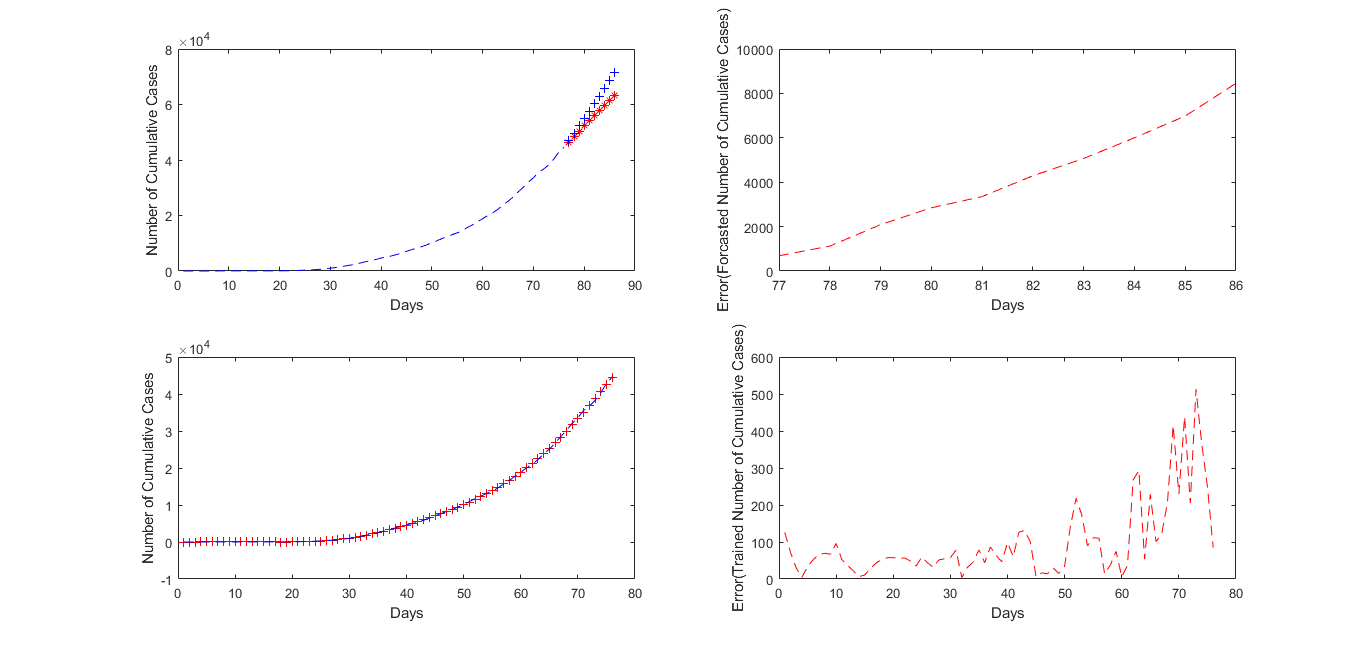 ×10^4
Number of Cumulative Cases
8
6
4
2
0
0 10 20 30 40 50 60 70 80 90
Days
Error(Forcasted Number of Cumulative Cases)
10000
8000
6000
4000
2000
0
77 78 79 80 81 82 83 84 85 86
Days
×10^4
Number of Cumulative Cases
5
4
3
2
1
0
-1
0 10 20 30 40 50 60 70 80
Days
Error(Trained Number of Cumulative Cases)
600
500
400
300
200
100
0
0 10 20 30 40 50 60 70 80
Days